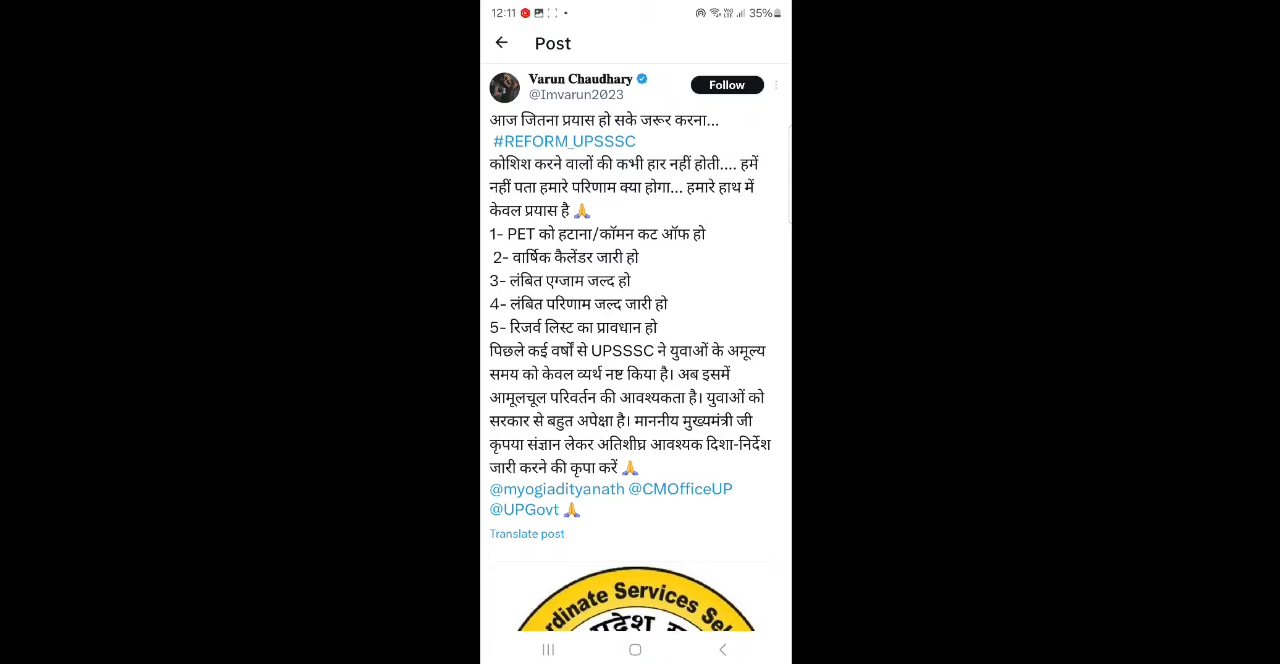 12:11 35%
Post
Varun Chaudhary
@Imvarun2023
Follow
आज जितना प्रयास हो सके जरूर करना...
#REFORM_UPSSSC
कोशिश करने वालों की कभी हार नहीं होती.... हमें
नहीं पता हमारे परिणाम क्या होगा... हमारे हाथ में
केवल प्रयास है 🙏
1- PET को हटाना/कॉमन कट ऑफ हो
2- वार्षिक कैलेंडर जारी हो
3- लंबित एग्जाम जल्द हो
4- लंबित परिणाम जल्द जारी हो
5- रिजर्व लिस्ट का प्रावधान हो
पिछले कई वर्षों से UPSSSC ने युवाओं के अमूल्य
समय को केवल व्यर्थ नष्ट किया है। अब इसमें
आमूलचूल परिवर्तन की आवश्यकता है। युवाओं को
सरकार से बहुत अपेक्षा है। माननीय मुख्यमंत्री जी
कृपया संज्ञान लेकर अतिशीघ्र आवश्यक दिशा-निर्देश
जारी करने की कृपा करें 🙏
@myogiadityanath @CMOfficeUP
@UPGovt 🙏
Translate post
rdinate Services Sel